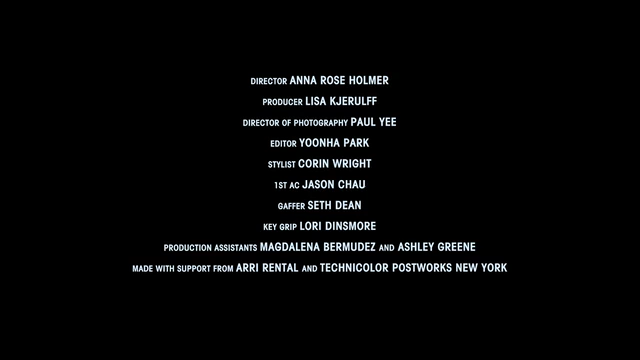 DIRECTOR ANNA ROSE HOLMER
PRODUCER LISA KJERULFF
DIRECTOR OF PHOTOGRAPHY PAUL YEE
EDITOR YOONHA PARK
STYLIST CORIN WRIGHT
1ST AC JASON CHAU
GAFFER SETH DEAN
KEY GRIP LORI DINSMORE
PRODUCTION ASSISTANTS MAGDALENA BERMUDEZ AND ASHLEY GREENE
MADE WITH SUPPORT FROM ARRI RENTAL AND TECHNICOLOR POSTWORKS NEW YORK